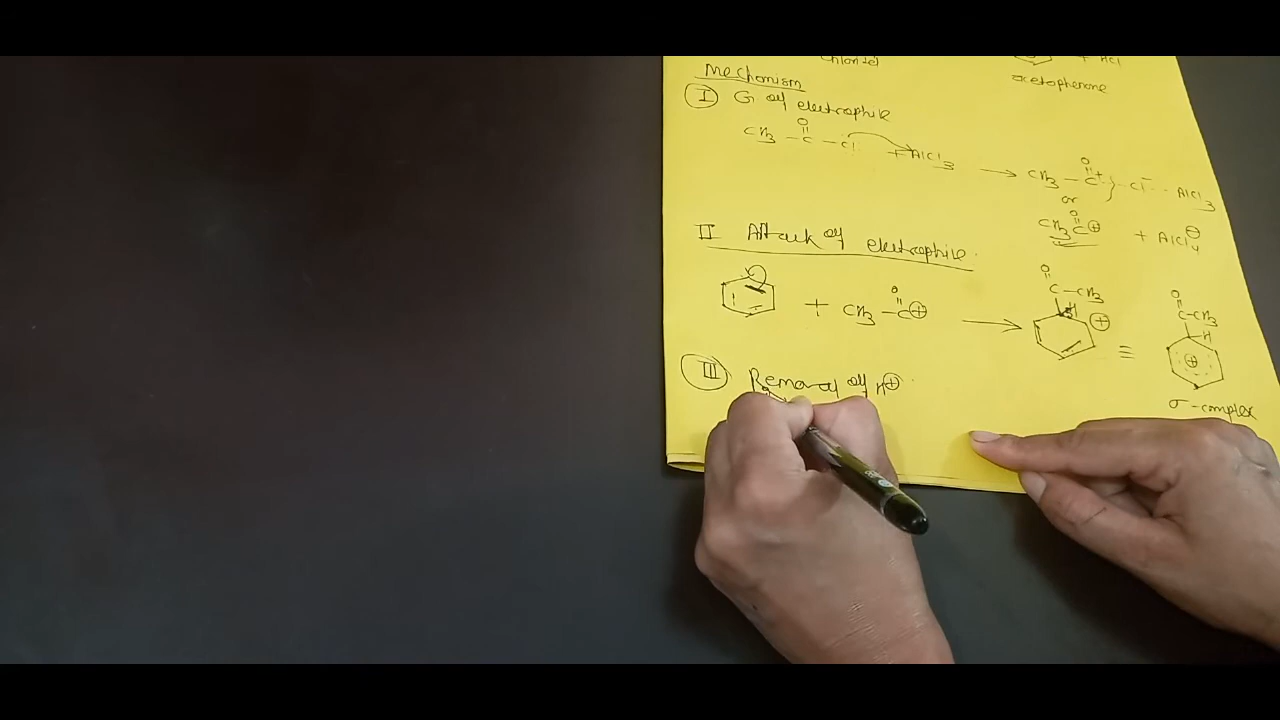 + HCl
acetophenone
Mechanism
I G of electrophile
CH3 – C(=O) – Cl + AlCl3 → CH3 – C(=O)+ } Cl⁻ -- AlCl3
or
CH3C(=O)⊕ + AlCl4⊖
II Attack of electrophile
+ CH3 – C(=O)⊕ → C(=O) – CH3 H ⊕ ≡ C(=O) – CH3 H ⊕
σ-complex
III Removal of H⊕